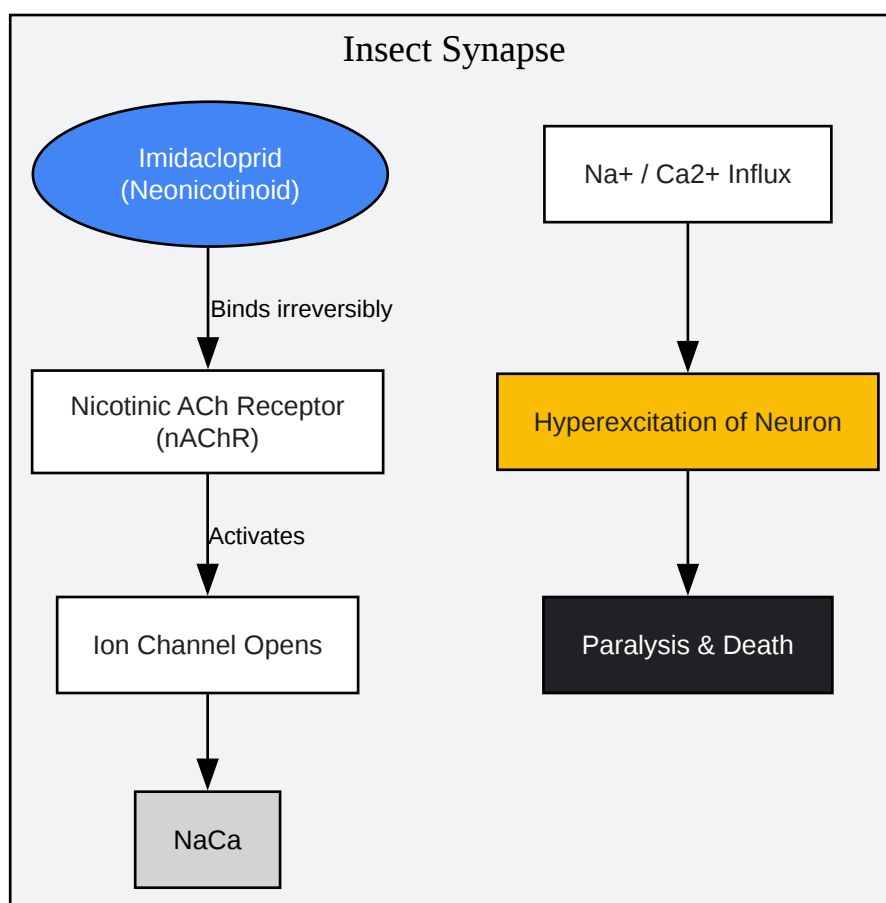 Insect Synapse
Imidacloprid
(Neonicotinoid)
Binds irreversibly
Nicotinic ACh Receptor
(nAChR)
Activates
Ion Channel Opens
NaCa
Na+ / Ca2+ Influx
Hyperexcitation of Neuron
Paralysis & Death